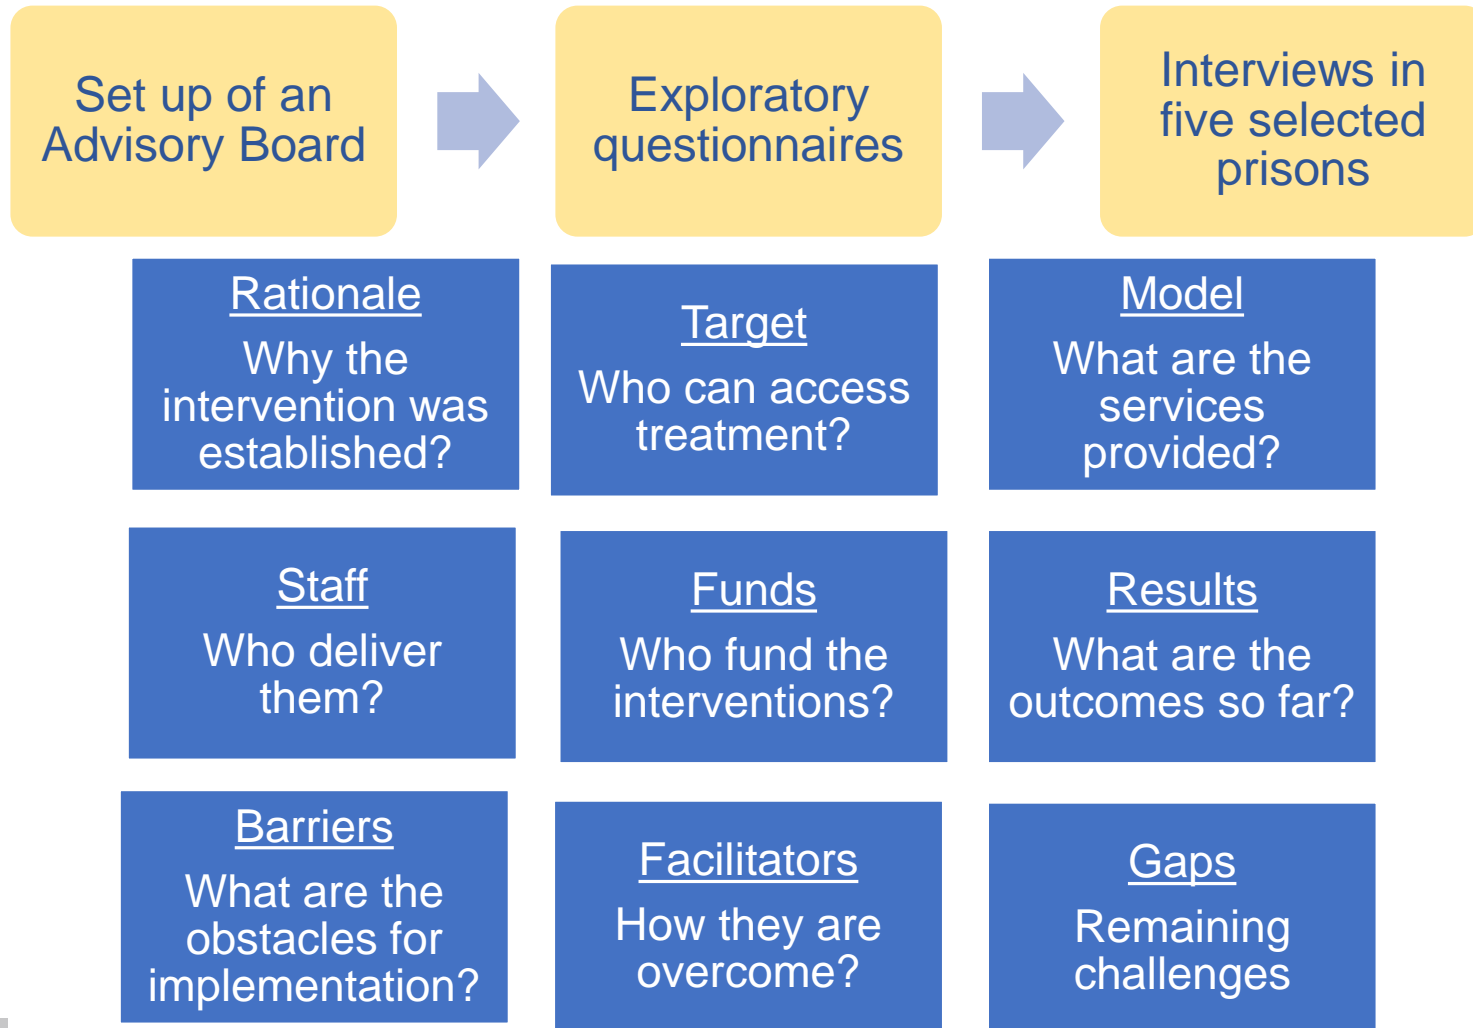 Set up of an
Advisory Board
Exploratory
questionnaires
Interviews in
five selected
prisons
Rationale
Why the
intervention was
established?
Target
Who can access
treatment?
Model
What are the
services
provided?
Staff
Who deliver
them?
Funds
Who fund the
interventions?
Results
What are the
outcomes so far?
Barriers
What are the
obstacles for
implementation?
Facilitators
How they are
overcome?
Gaps
Remaining
challenges